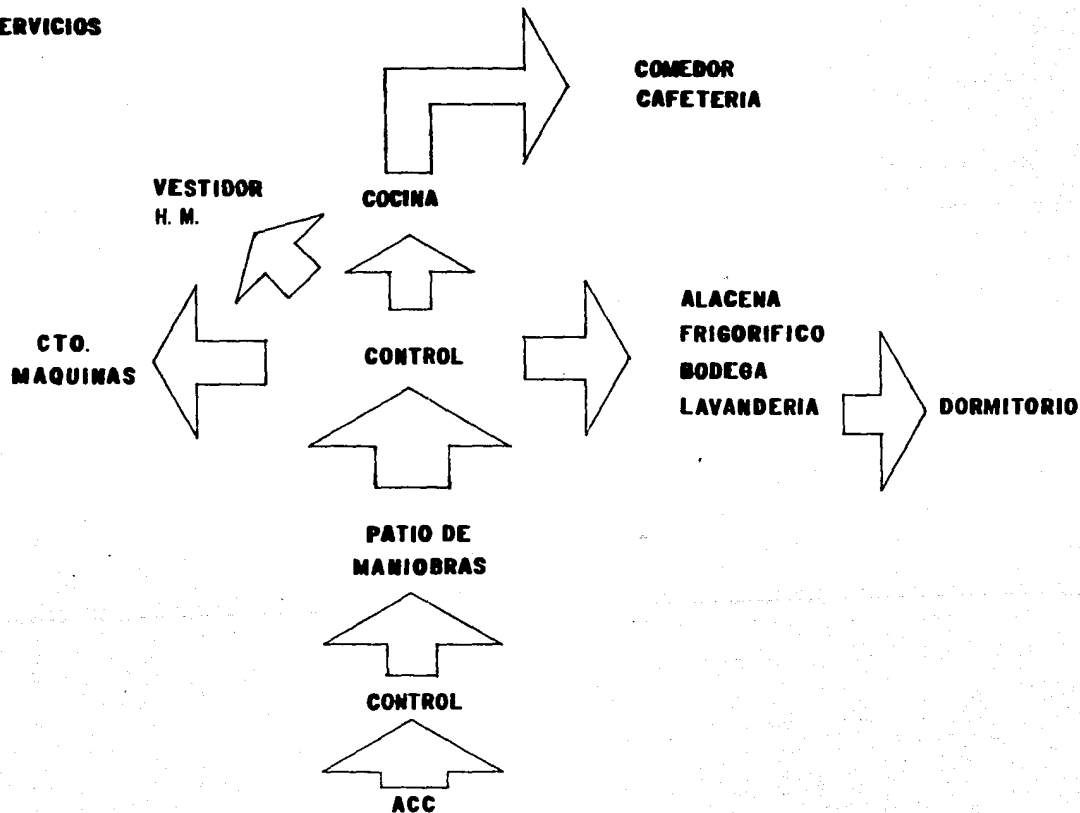 ERVICIOS
COMEDOR
CAFETERIA
VESTIDOR
H. M.
COCINA
CTO.
MAQUINAS
CONTROL
ALACENA
FRIGORIFICO
BODEGA
LAVANDERIA
DORMITORIO
PATIO DE
MANIOBRAS
CONTROL
ACC